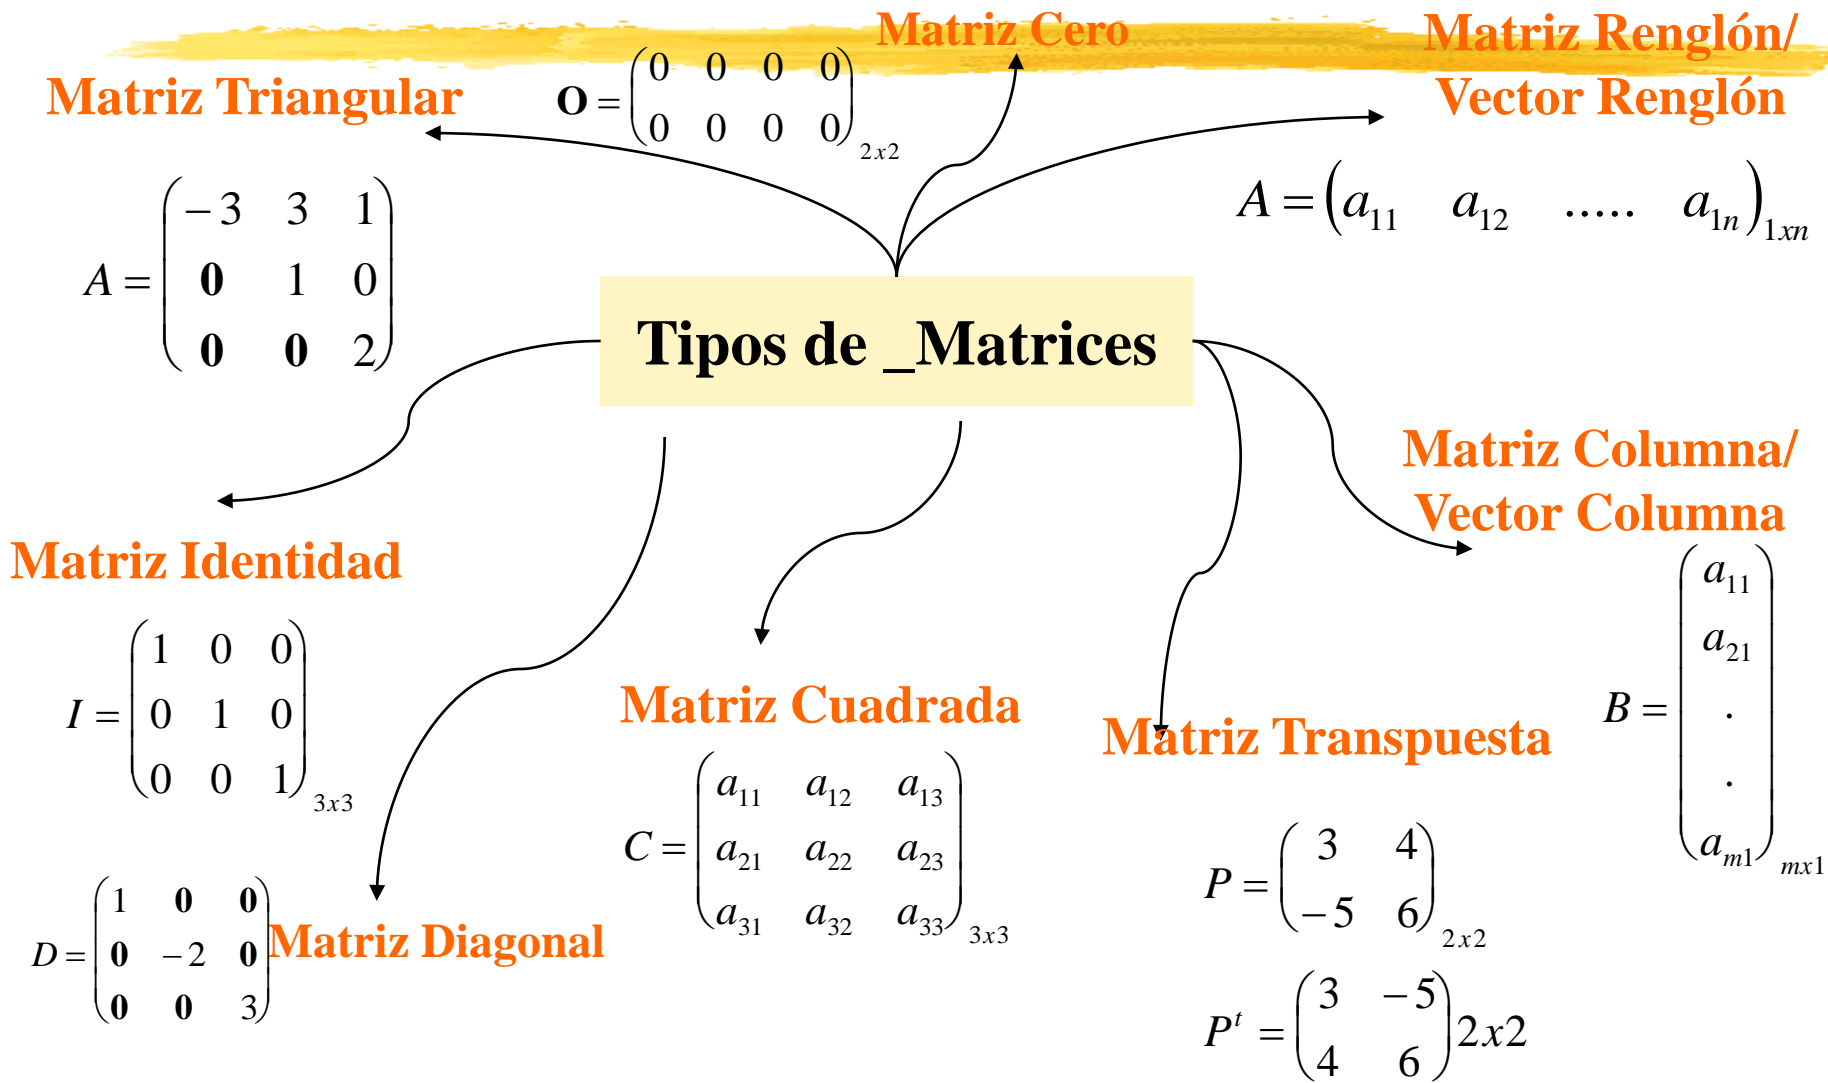 Matriz Cero
O = (0 0 0 0
0 0 0 0)2x2
Matriz Renglón/
Vector Renglón
A = (a11 a12 ..... a1n)1xn
Matriz Triangular
A = (−3 3 1
0 1 0
0 0 2)
Tipos de _Matrices
Matriz Columna/
Vector Columna
B = (a11
a21
.
.
am1)mx1
Matriz Identidad
I = (1 0 0
0 1 0
0 0 1)3x3
Matriz Cuadrada
C = (a11 a12 a13
a21 a22 a23
a31 a32 a33)3x3
Matriz Transpuesta
P = (3 4
−5 6)2x2
P^t = (3 −5
4 6)2x2
Matriz Diagonal
D = (1 0 0
0 −2 0
0 0 3)